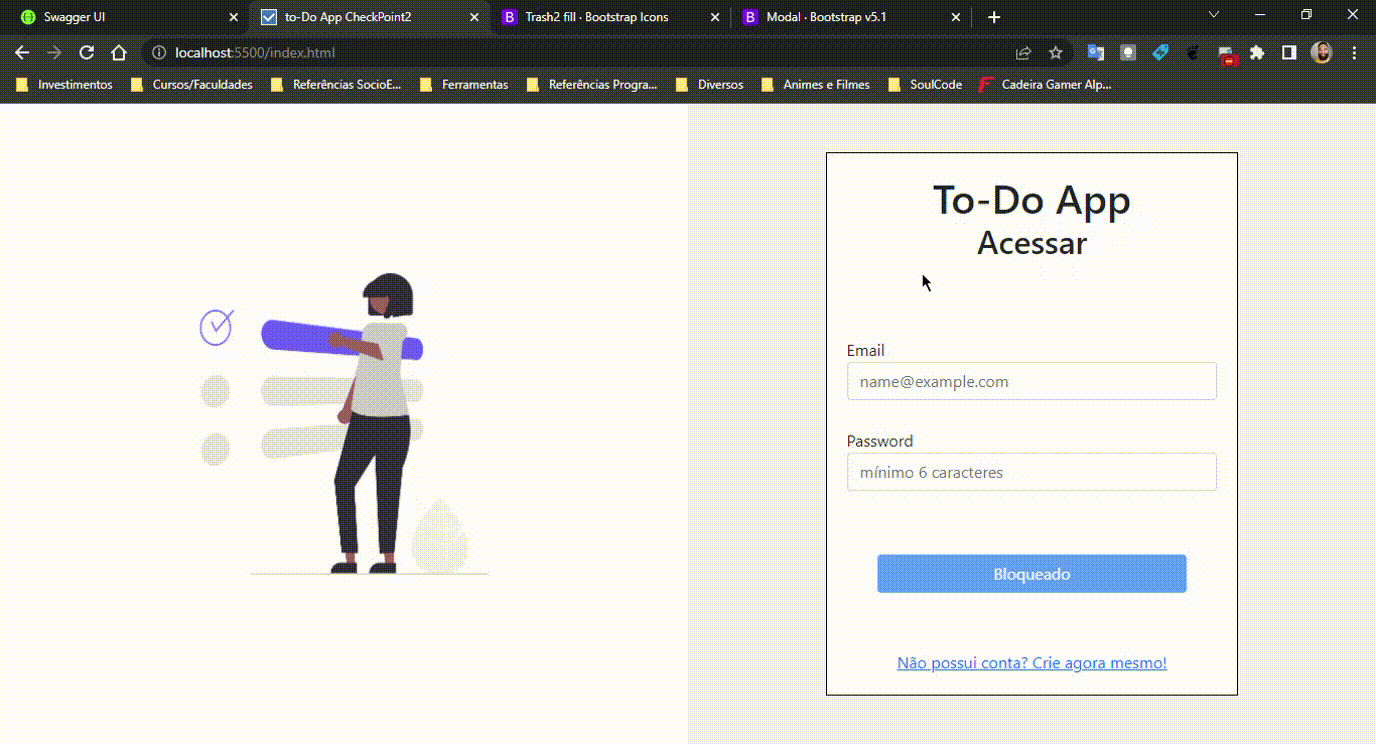 Swagger UI
to-Do App CheckPoint2
Trash2 fill · Bootstrap Icons
Modal · Bootstrap v5.1
localhost:5500/index.html
Investimentos
Cursos/Faculdades
Referências SocioE...
Ferramentas
Referências Progra...
Diversos
Animes e Filmes
SoulCode
Cadeira Gamer Alp...
To-Do App
Acessar
Email
name@example.com
Password
mínimo 6 caracteres
Bloqueado
Não possui conta? Crie agora mesmo!